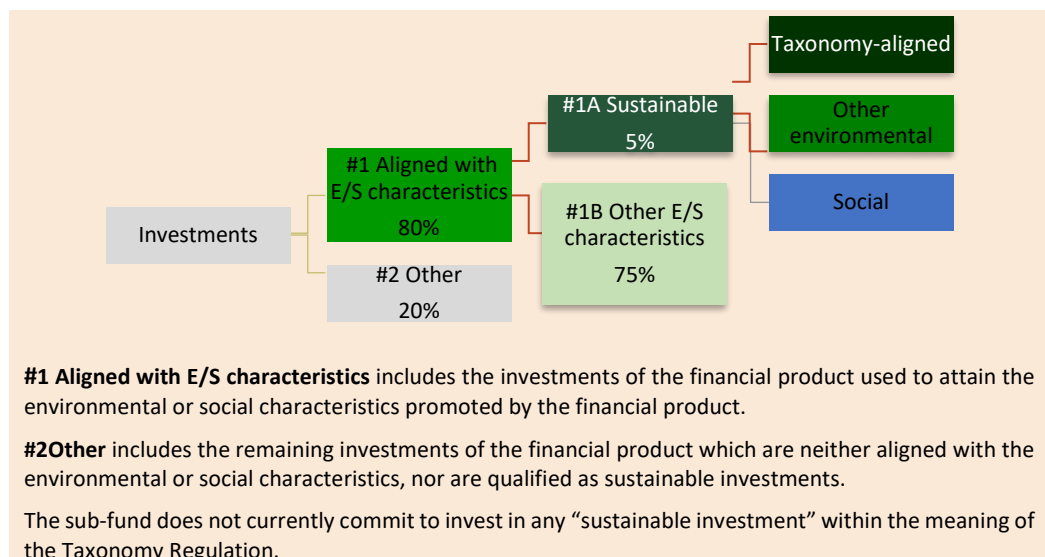 Taxonomy-aligned
#1A Sustainable
5%
Other
environmental
#1 Aligned with
E/S characteristics
80%
#1B Other E/S
characteristics
75%
Social
Investments
#2 Other
20%
#1 Aligned with E/S characteristics includes the investments of the financial product used to attain the
environmental or social characteristics promoted by the financial product.
#2Other includes the remaining investments of the financial product which are neither aligned with the
environmental or social characteristics, nor are qualified as sustainable investments.
The sub-fund does not currently commit to invest in any “sustainable investment” within the meaning of
the Taxonomy Regulation.